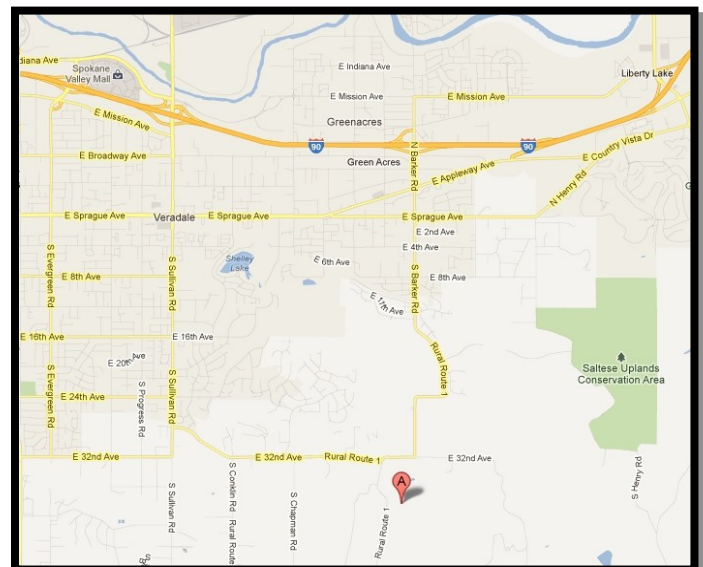 diana Ave
Spokane
Valley Mall
E Indiana Ave
Liberty Lake
E Mission Ave
E Mission Ave
E Mission Ave
Greenacres
90
90
E Broadway Ave
Green Acres
N Barker Rd
E Appleway Ave
E Country Vista Dr
N Henry Rd
E Sprague Ave
Veradale
E Sprague Ave
E Sprague Ave
E 2nd Ave
E 4th Ave
S Evergreen Rd
S Sullivan Rd
Shelley
Lake
E 6th Ave
S Barker Rd
E 8th Ave
E 8th Ave
E 11th Ave
E 16th Ave
E 16th Ave
Rural Route 1
Saltese Uplands
Conservation Area
S Evergreen Rd
S Progress Rd
S Sullivan Rd
E 24th Ave
E 32nd Ave
E 32nd Ave
Rural Route 1
E 32nd Ave
S Henry Rd
A
S Sullivan Rd
S Conklin Rd
Rural Route
S Chapman Rd
Rural Route 1